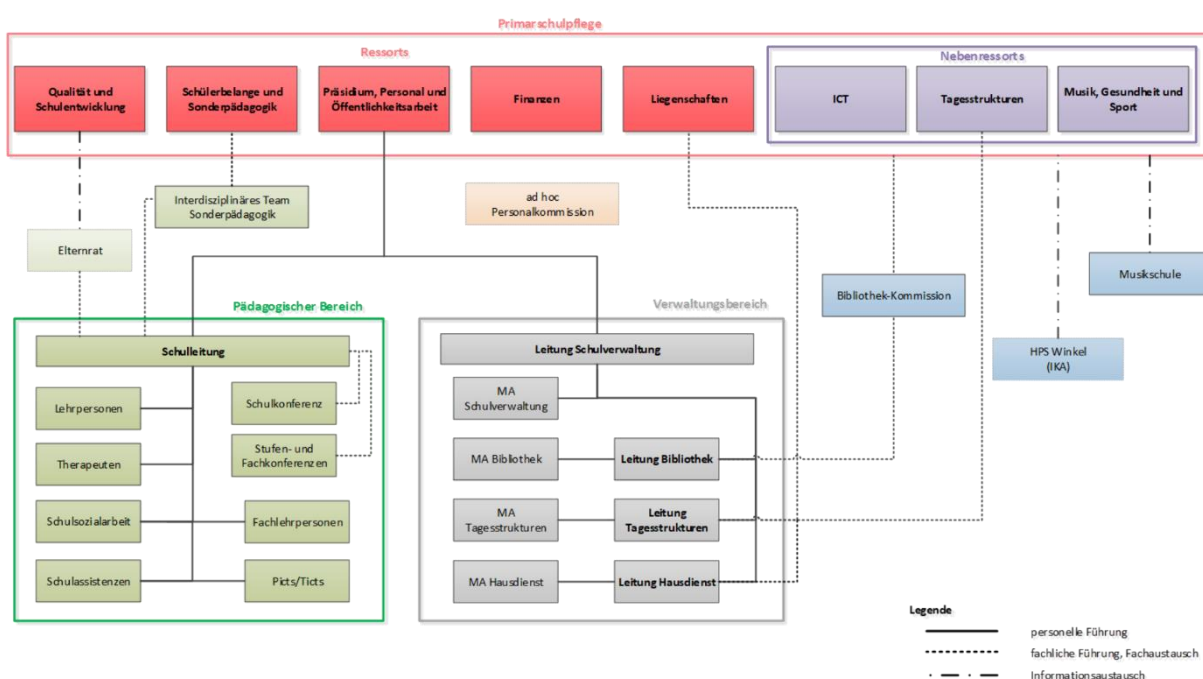 Primarschulpflege
Ressorts
Nebenressorts
Qualität und
Schulentwicklung
Schülerbelange und
Sonderpädagogik
Präsidium, Personal und
Öffentlichkeitsarbeit
Finanzen
Liegenschaften
ICT
Tagesstrukturen
Musik, Gesundheit und
Sport
Interdisziplinäres Team
Sonderpädagogik
ad hoc
Personalkommission
Elternrat
Musikschule
Bibliothek-Kommission
HPS Winkel
(IKA)
Pädagogischer Bereich
Schulleitung
Lehrpersonen
Schulkonferenz
Therapeuten
Stufen- und
Fachkonferenzen
Schulsozialarbeit
Fachlehrpersonen
Schulassistenzen
Picts/Ticts
Verwaltungsbereich
Leitung Schulverwaltung
MA
Schulverwaltung
MA Bibliothek
Leitung Bibliothek
MA
Tagesstrukturen
Leitung
Tagesstrukturen
MA Hausdienst
Leitung Hausdienst
Legende
personelle Führung
fachliche Führung, Fachaustausch
Informationsaustausch